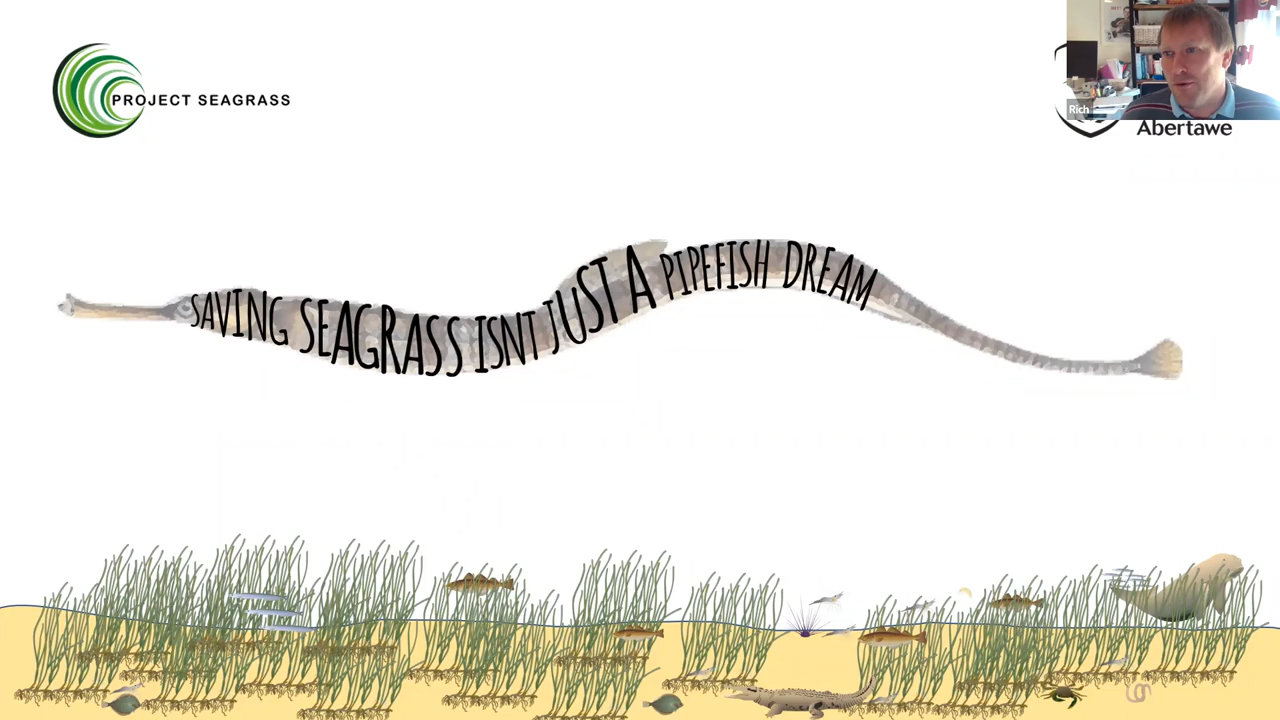 PROJECT SEAGRASS
Rich
Abertawe
SAVING SEAGRASS ISNT JUST A PIPEFISH DREAM